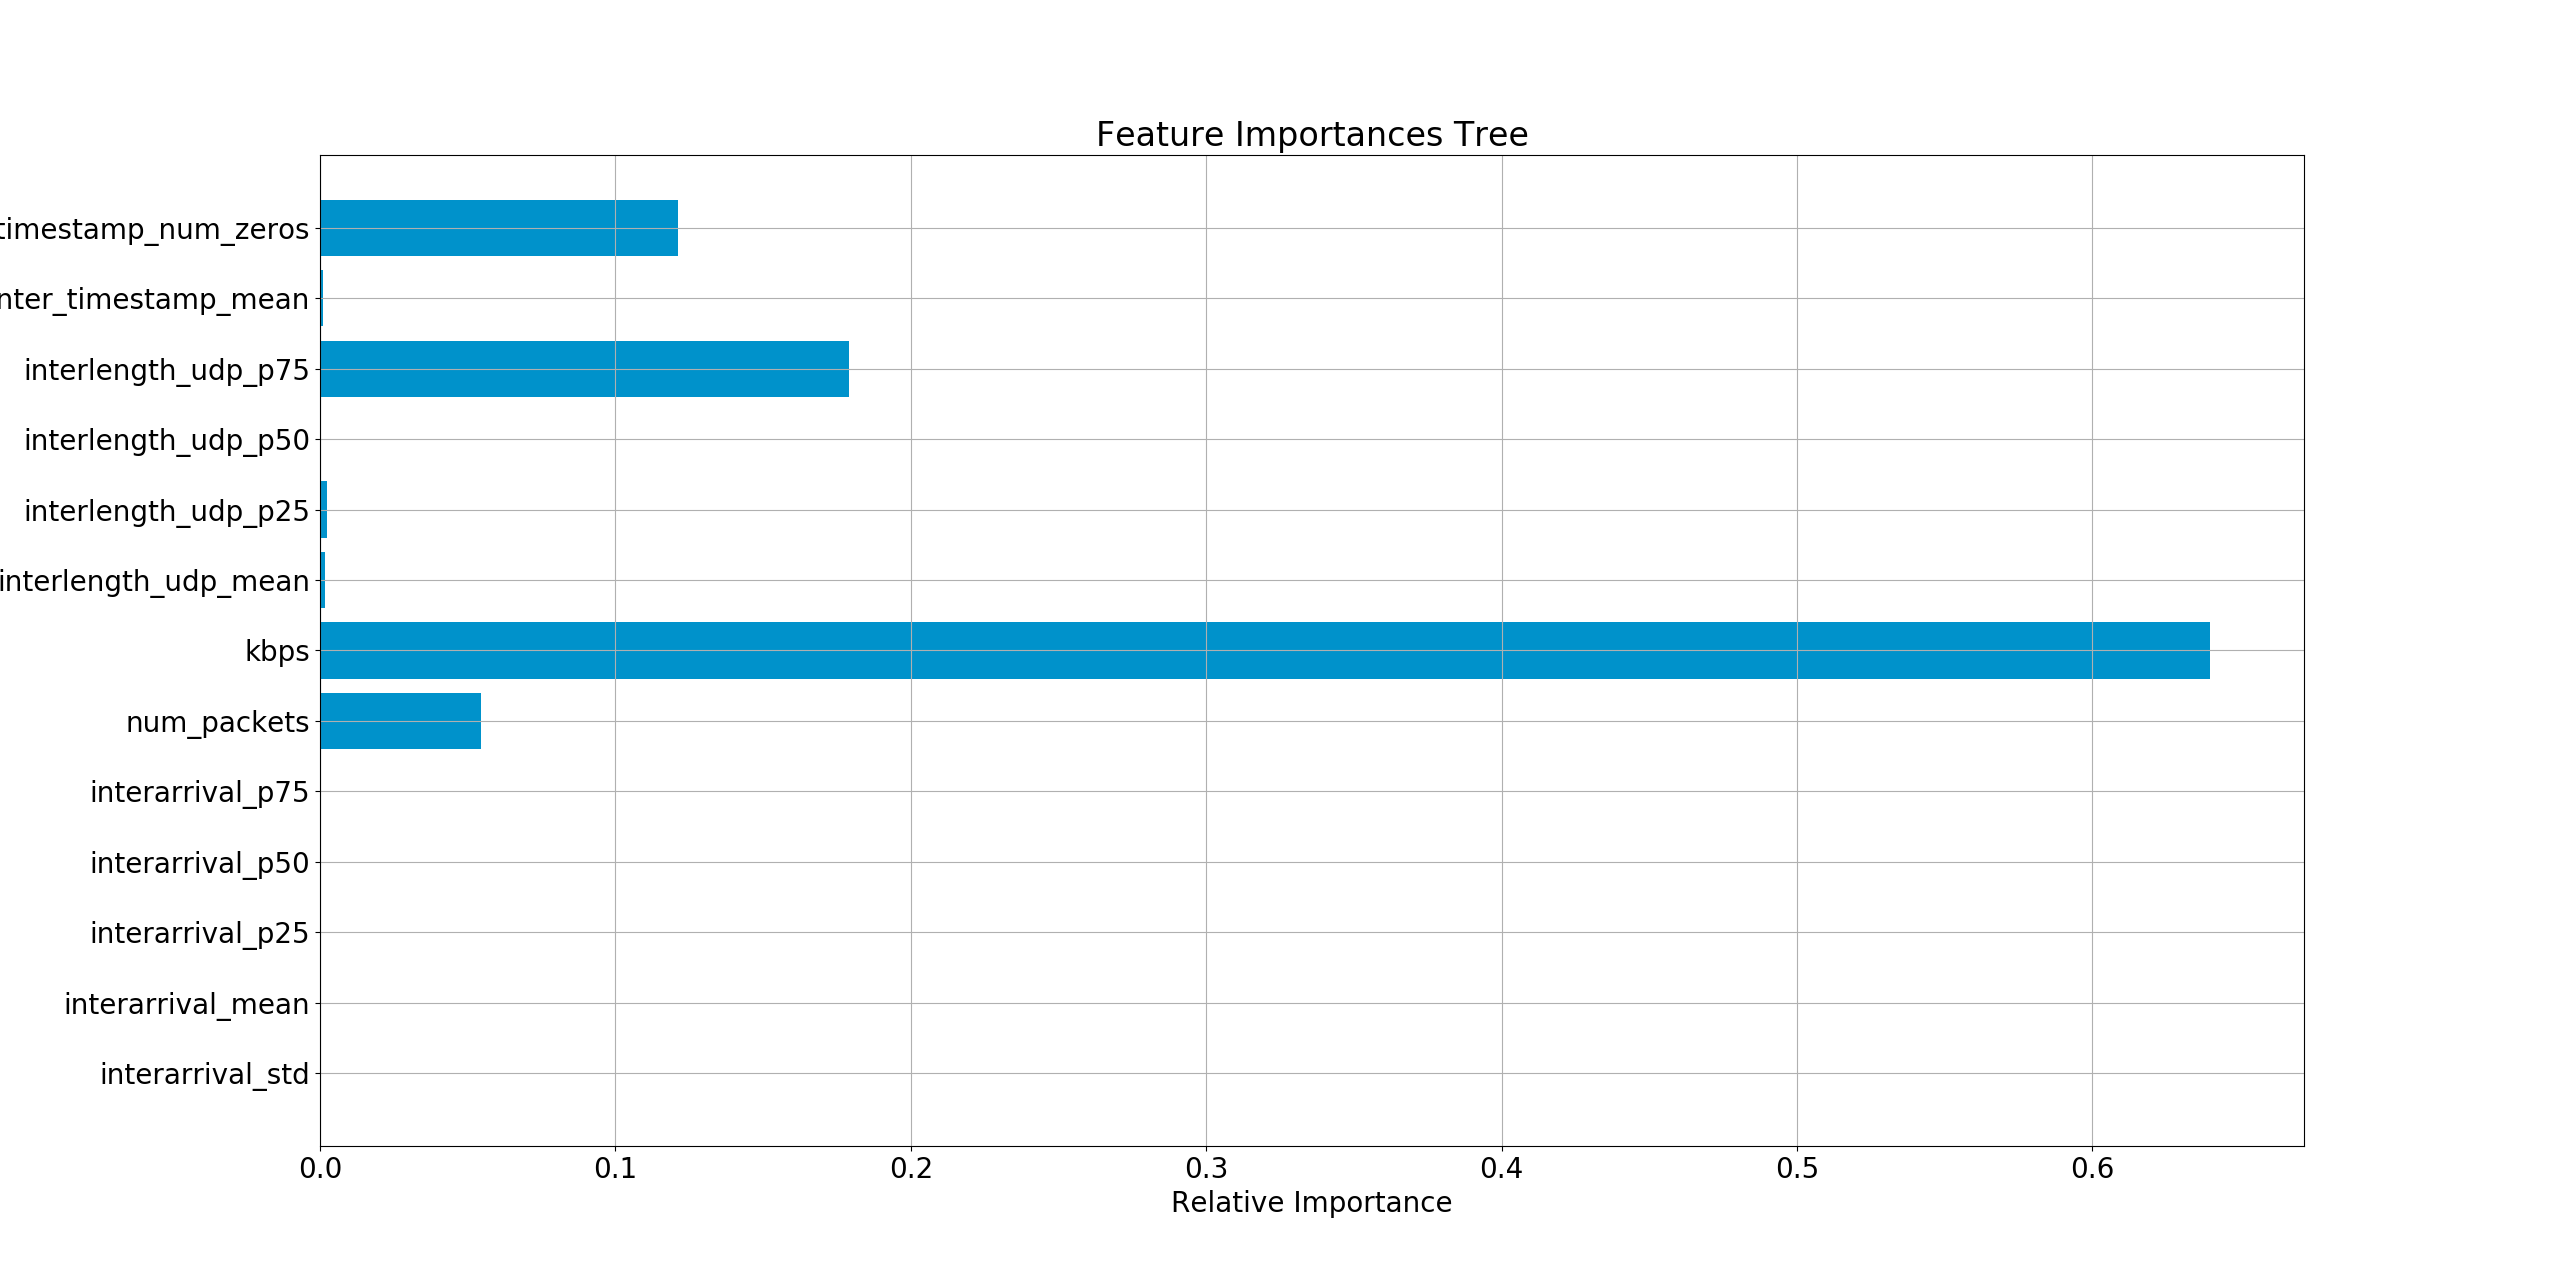 Feature Importances Tree
timestamp_num_zeros
nter_timestamp_mean
interlength_udp_p75
interlength_udp_p50
interlength_udp_p25
interlength_udp_mean
kbps
num_packets
interarrival_p75
interarrival_p50
interarrival_p25
interarrival_mean
interarrival_std
0.0 0.1 0.2 0.3 0.4 0.5 0.6
Relative Importance